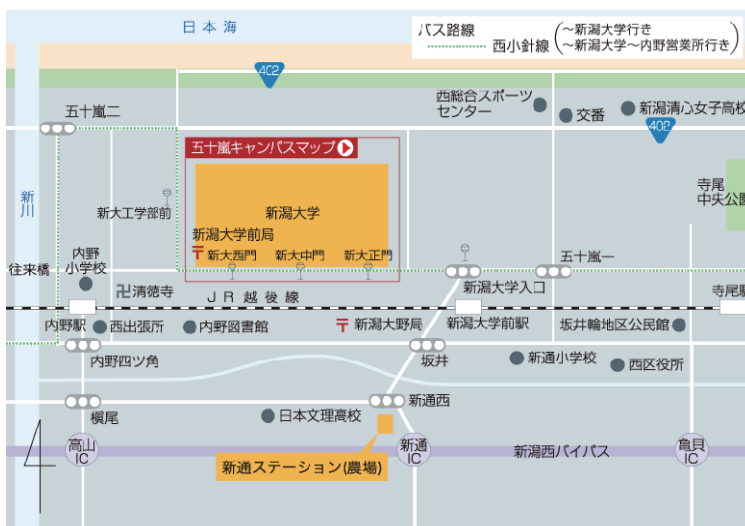 日本海
バス路線
西小針線
～新潟大学行き
～新潟大学～内野営業所行き
402
五十嵐二
西総合スポーツ
センター
交番
新潟清心女子高校
402
五十嵐キャンパスマップ
新川
新潟大学
寺尾
中央公園
新大工学部前
新潟大学前局
新大西門
新大中門
新大正門
往来橋
内野
小学校
五十嵐一
新潟大学入口
清徳寺
JR越後線
寺尾駅
内野駅
西出張所
内野図書館
新潟大野局
新潟大学前駅
坂井輪地区公民館
内野四ツ角
坂井
新通小学校
西区役所
槇尾
日本文理高校
新通西
高山
IC
新通
IC
新潟西バイパス
亀貝
IC
新通ステーション(農場)